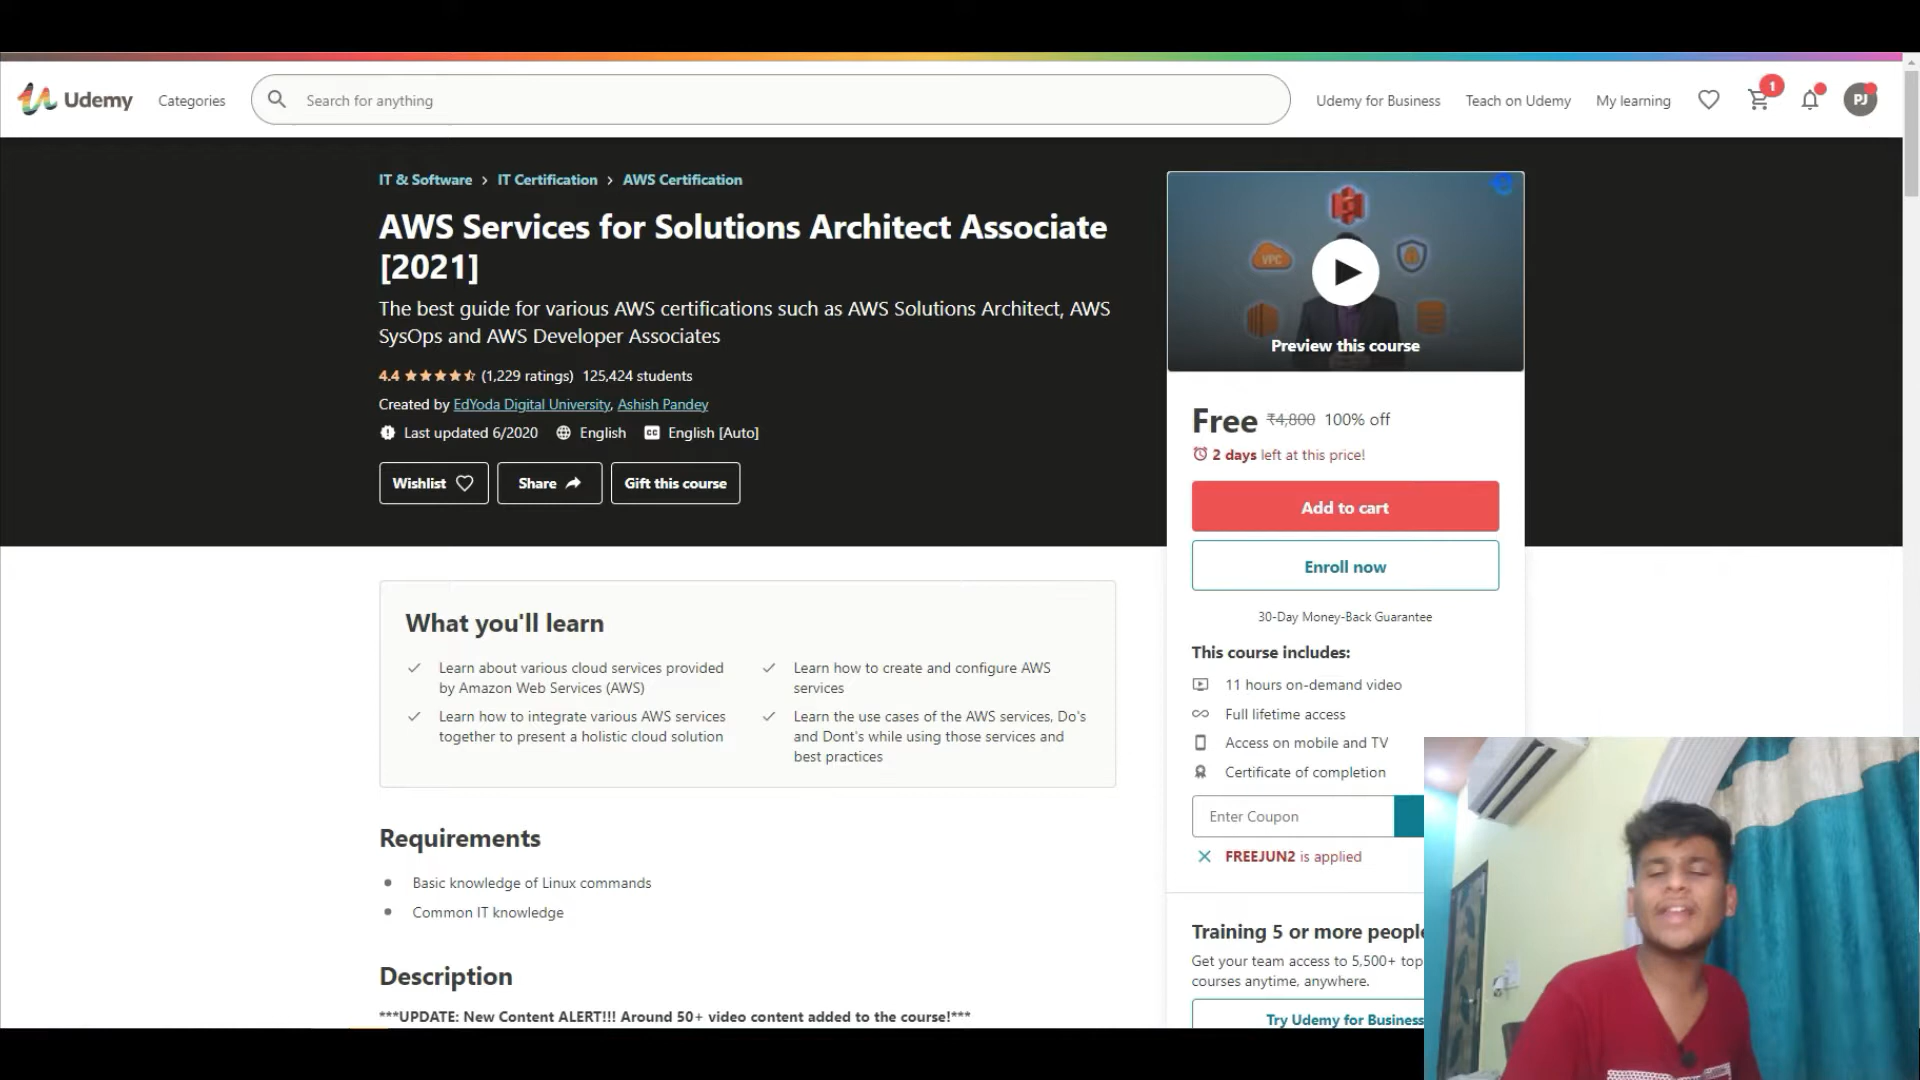 Udemy
Categories
Search for anything
Udemy for Business
Teach on Udemy
My learning
1
PJ
IT & Software > IT Certification > AWS Certification
AWS Services for Solutions Architect Associate
[2021]
The best guide for various AWS certifications such as AWS Solutions Architect, AWS
SysOps and AWS Developer Associates
4.4 (1,229 ratings) 125,424 students
Created by EdYoda Digital University, Ashish Pandey
Last updated 6/2020 English CC English [Auto]
Wishlist
Share
Gift this course
VPC
Preview this course
Free ₹4,800 100% off
2 days left at this price!
Add to cart
Enroll now
30-Day Money-Back Guarantee
This course includes:
11 hours on-demand video
Full lifetime access
Access on mobile and TV
Certificate of completion
Enter Coupon
FREEJUN2 is applied
Training 5 or more people
Get your team access to 5,500+ top
courses anytime, anywhere.
Try Udemy for Business
What you'll learn
Learn about various cloud services provided
by Amazon Web Services (AWS)
Learn how to create and configure AWS
services
Learn how to integrate various AWS services
together to present a holistic cloud solution
Learn the use cases of the AWS services, Do's
and Dont's while using those services and
best practices
Requirements
Basic knowledge of Linux commands
Common IT knowledge
Description
***UPDATE: New Content ALERT!!! Around 50+ video content added to the course!***